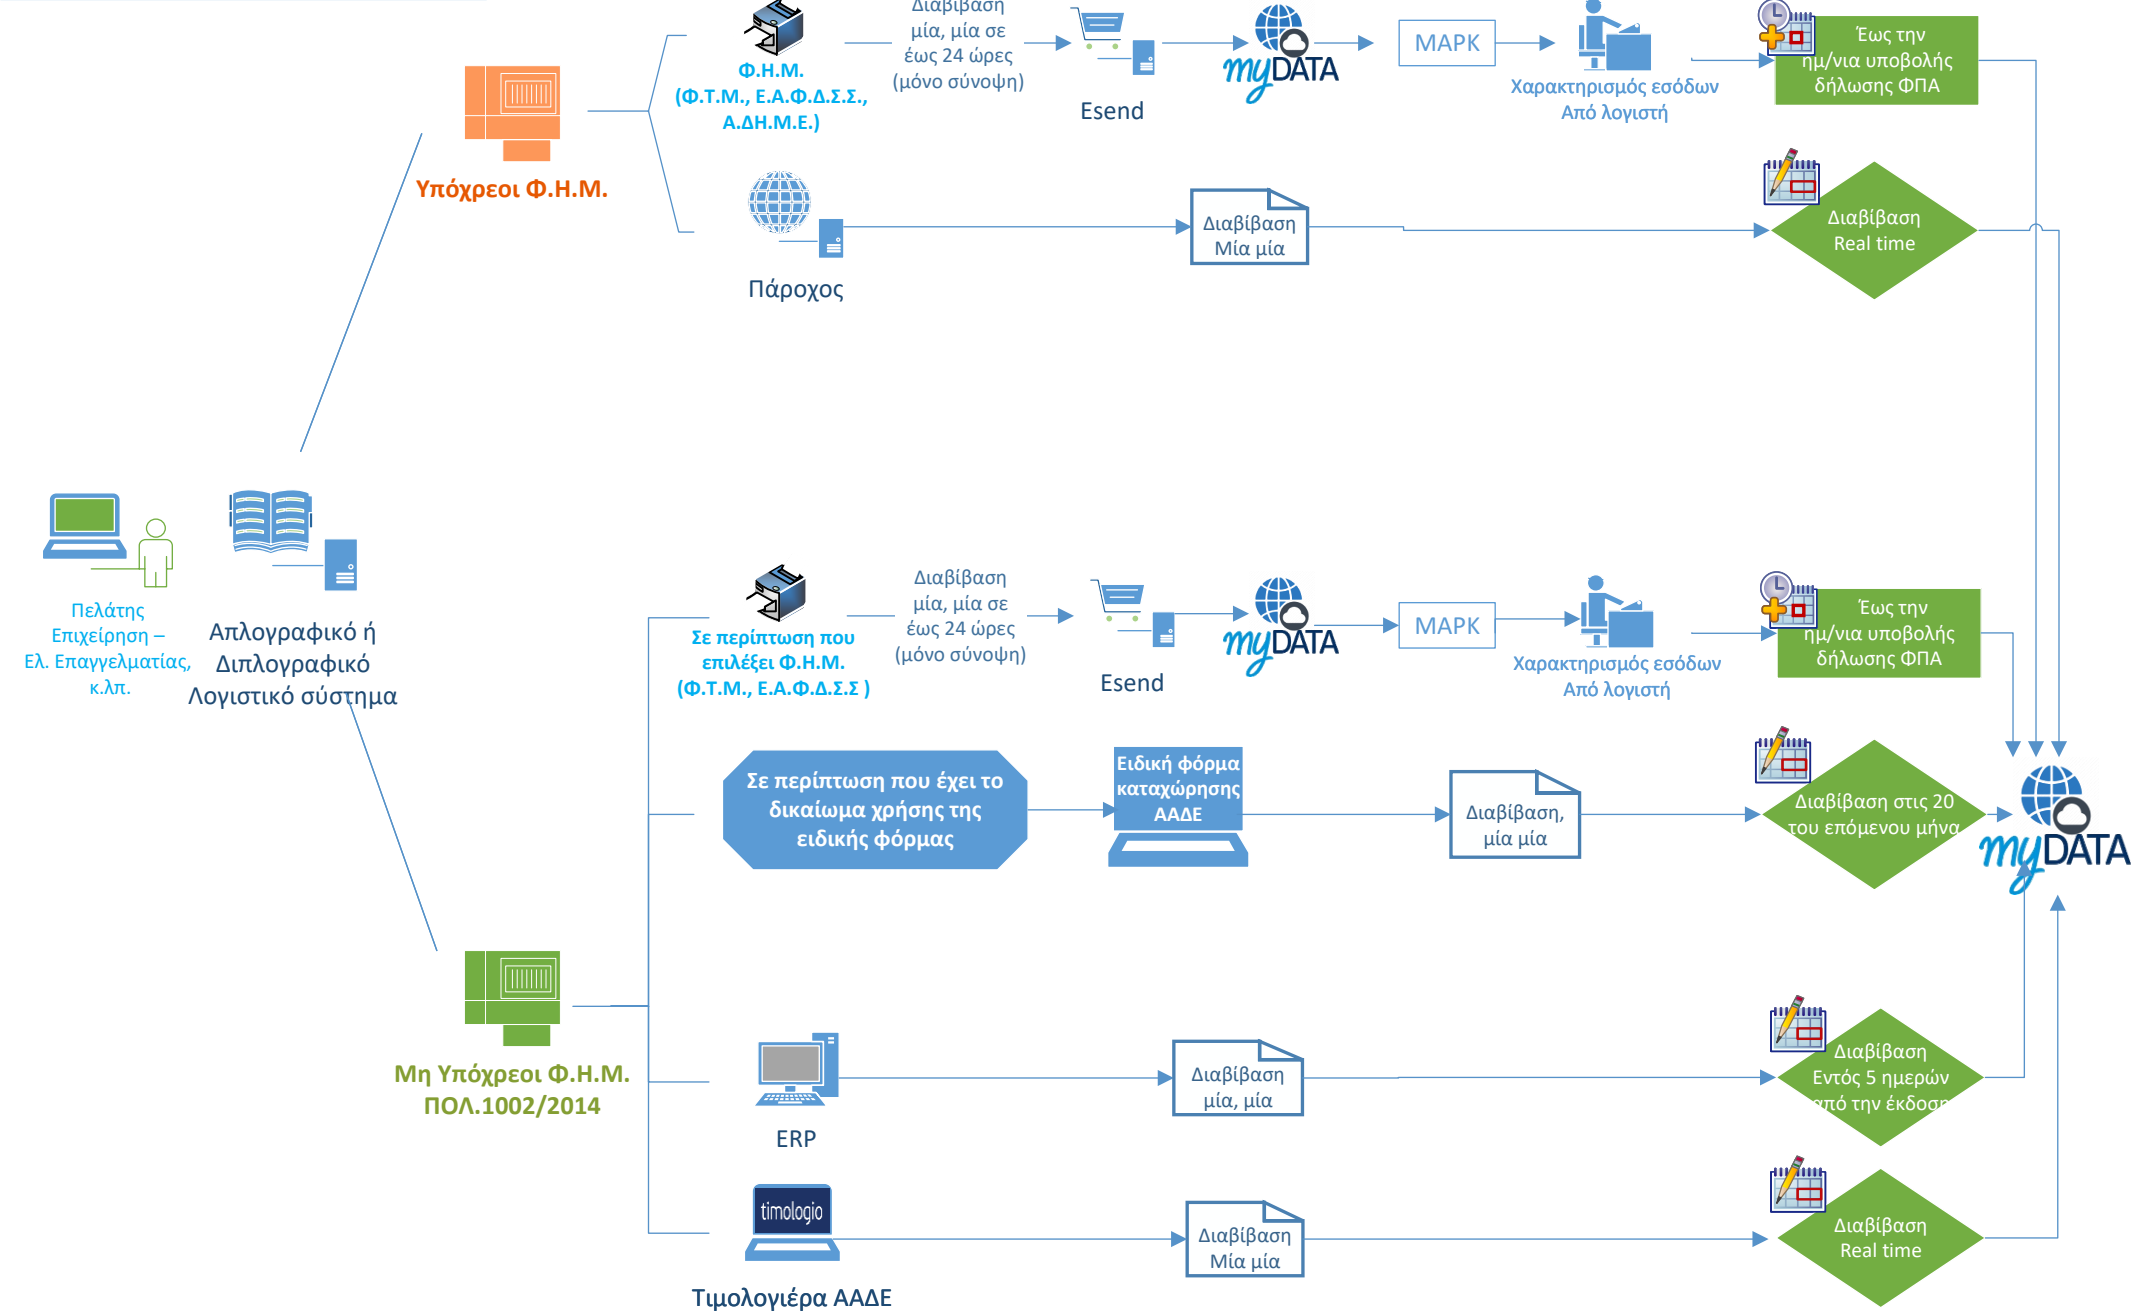 Διαβίβαση
μία, μία σε
έως 24 ώρες
(μόνο σύνοψη)
Φ.Η.Μ.
(Φ.Τ.Μ., Ε.Α.Φ.Δ.Σ.Σ.,
Α.ΔΗ.Μ.Ε.)
Esend
myDATA
ΜΑΡΚ
Χαρακτηρισμός εσόδων
Από λογιστή
Έως την
ημ/νια υποβολής
δήλωσης ΦΠΑ
Υπόχρεοι Φ.Η.Μ.
Πάροχος
Διαβίβαση
Μία μία
Διαβίβαση
Real time
Πελάτης
Επιχείρηση –
Ελ. Επαγγελματίας,
κ.λπ.
Απλογραφικό ή
Διπλογραφικό
Λογιστικό σύστημα
Σε περίπτωση που
επιλέξει Φ.Η.Μ.
(Φ.Τ.Μ., Ε.Α.Φ.Δ.Σ.Σ )
Διαβίβαση
μία, μία σε
έως 24 ώρες
(μόνο σύνοψη)
Esend
myDATA
ΜΑΡΚ
Χαρακτηρισμός εσόδων
Από λογιστή
Έως την
ημ/νια υποβολής
δήλωσης ΦΠΑ
Σε περίπτωση που έχει το
δικαίωμα χρήσης της
ειδικής φόρμας
Ειδική φόρμα
καταχώρησης
ΑΑΔΕ
Διαβίβαση,
μία μία
Διαβίβαση στις 20
του επόμενου μήνα
myDATA
Μη Υπόχρεοι Φ.Η.Μ.
ΠΟΛ.1002/2014
ERP
Διαβίβαση
μία, μία
Διαβίβαση
Εντός 5 ημερών
από την έκδοση
timologio
Τιμολογιέρα ΑΑΔΕ
Διαβίβαση
Μία μία
Διαβίβαση
Real time